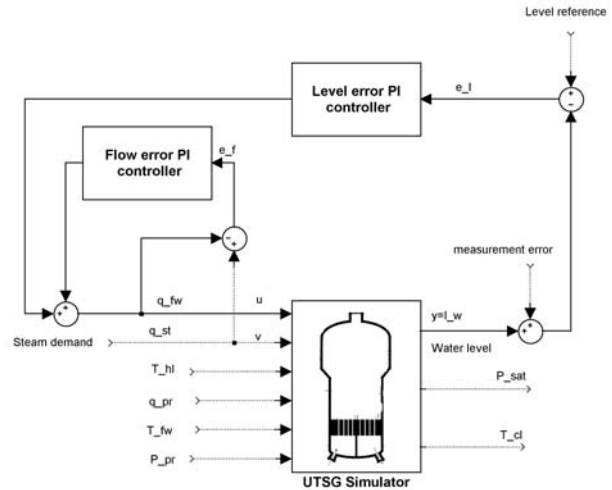 Level reference
+
-
Level error PI
controller
e_l
Flow error PI
controller
e_f
-
+
measurement error
+
+
+
+
q_fw
u
y=l_w
Steam demand
q_st
v
Water level
T_hl
P_sat
q_pr
T_fw
T_cl
P_pr
UTSG Simulator